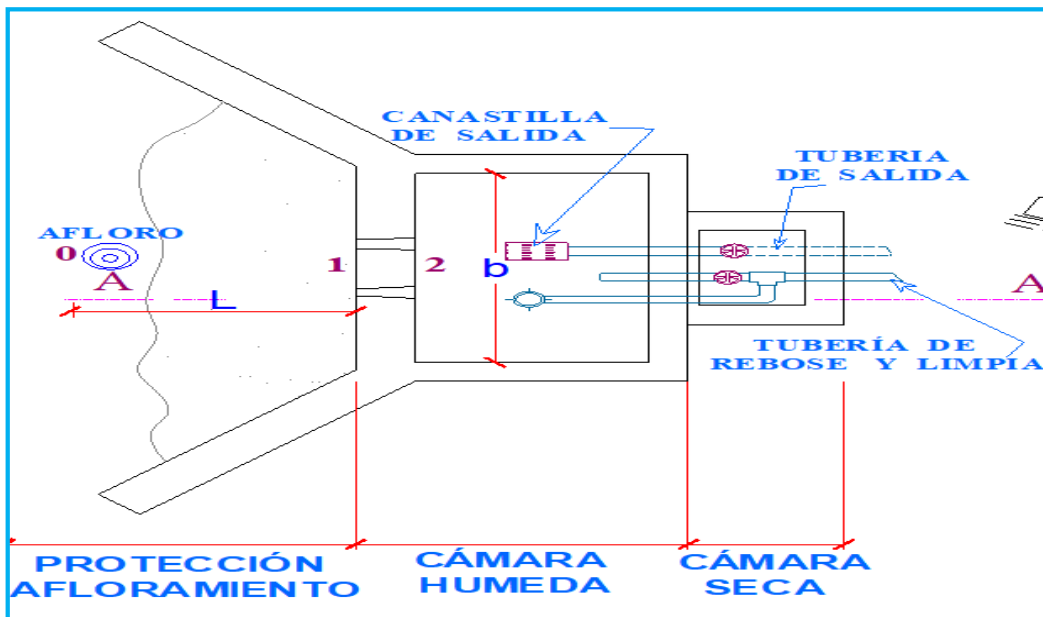 CANASTILLA
DE SALIDA
TUBERIA
DE SALIDA
AFLORO
0
A
L
1
2
b
A
TUBERÍA DE
REBOSE Y LIMPIA
PROTECCIÓN
AFLORAMIENTO
CÁMARA
HUMEDA
CÁMARA
SECA